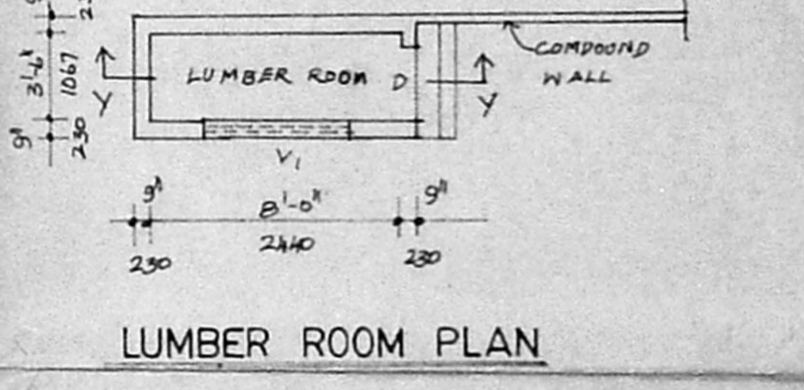 COMPOUND
WALL
LUMBER ROOM D
Y
Y
3'-6"
1067
9"
230
V1
9"
8'-0"
9"
230
2440
230
LUMBER ROOM PLAN